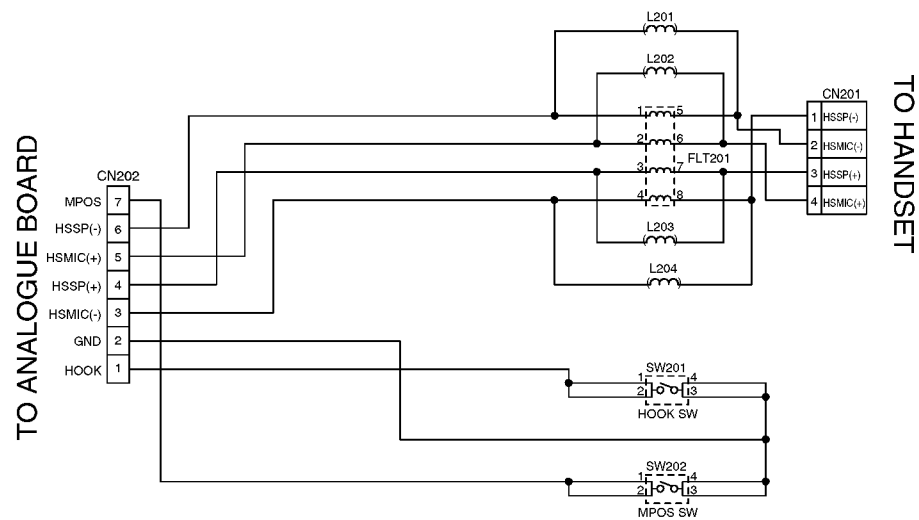 L201
L202
CN201
1 5
1 HSSP(-)
2 6
2 HSMIC(-)
FLT201
3 7
3 HSSP(+)
4 8
4 HSMIC(+)
TO HANDSET
L203
L204
TO ANALOGUE BOARD
CN202
MPOS 7
HSSP(-) 6
HSMIC(+) 5
HSSP(+) 4
HSMIC(-) 3
GND 2
HOOK 1
SW201
1 4
2 3
HOOK SW
SW202
1 4
2 3
MPOS SW